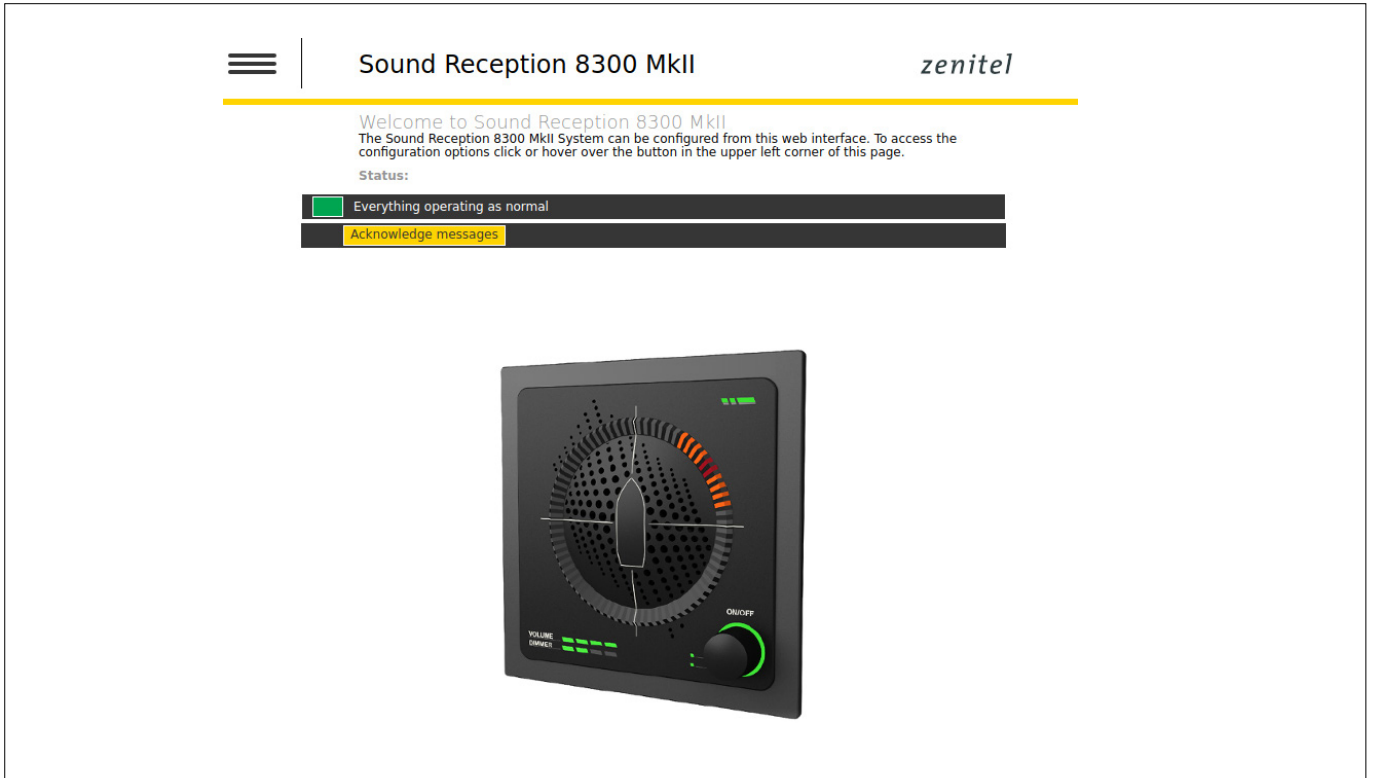 Sound Reception 8300 MkII
zenitel
Welcome to Sound Reception 8300 MkII
The Sound Reception 8300 MkII System can be configured from this web interface. To access the
configuration options click or hover over the button in the upper left corner of this page.
Status:
Everything operating as normal
Acknowledge messages
ON/OFF
VOLUME
DIMMER